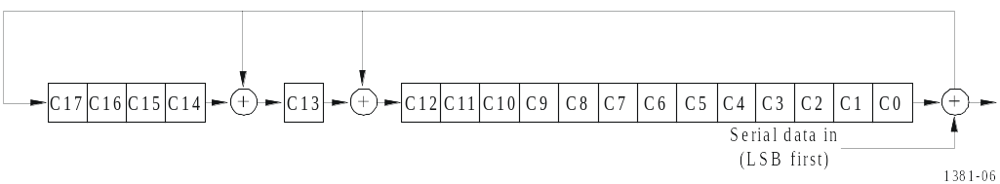 C17 C16 C15 C14 + C13 + C12 C11 C10 C9 C8 C7 C6 C5 C4 C3 C2 C1 C0 +
Serial data in
(LSB first)
1381-06